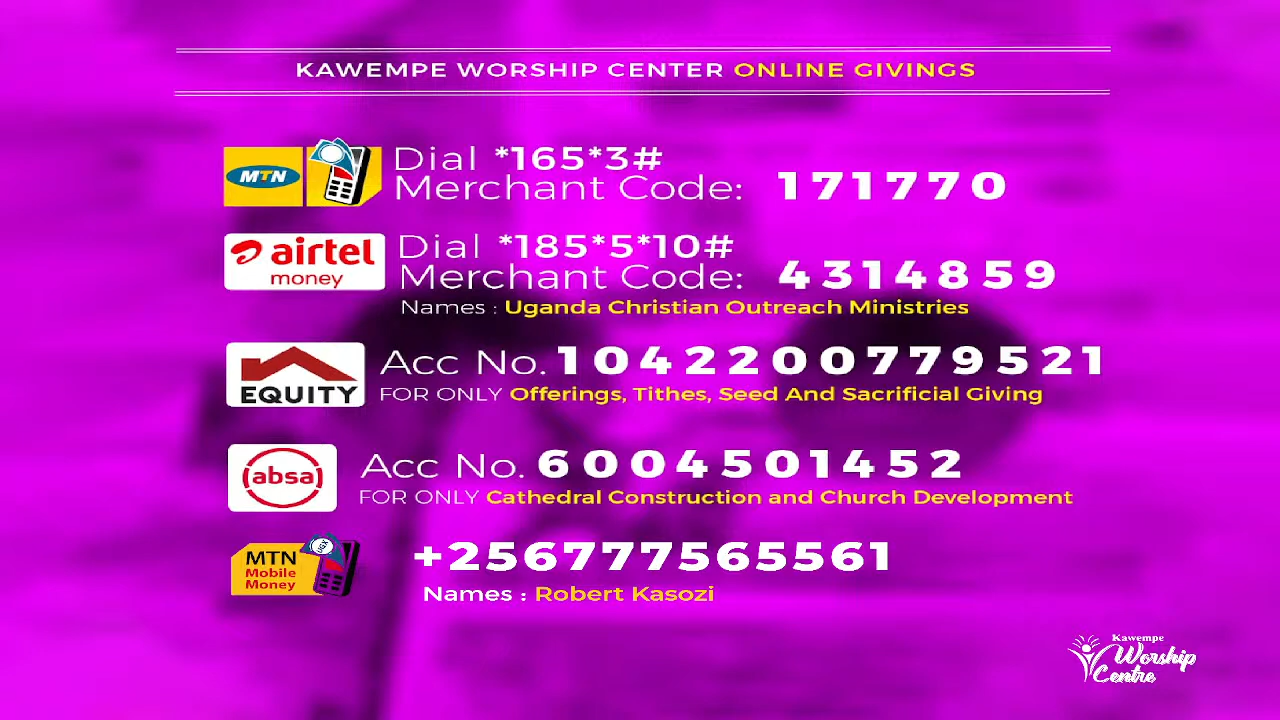 KAWEMPE WORSHIP CENTER ONLINE GIVINGS
MTN
Dial *165*3#
Merchant Code: 171770
airtel
money
Dial *185*5*10#
Merchant Code: 4314859
Names : Uganda Christian Outreach Ministries
EQUITY
Acc No. 1042200779521
FOR ONLY Offerings, Tithes, Seed And Sacrificial Giving
absa
Acc No. 6004501452
FOR ONLY Cathedral Construction and Church Development
MTN
Mobile
Money
+256777565561
Names : Robert Kasozi
Kawempe
Worship
Centre